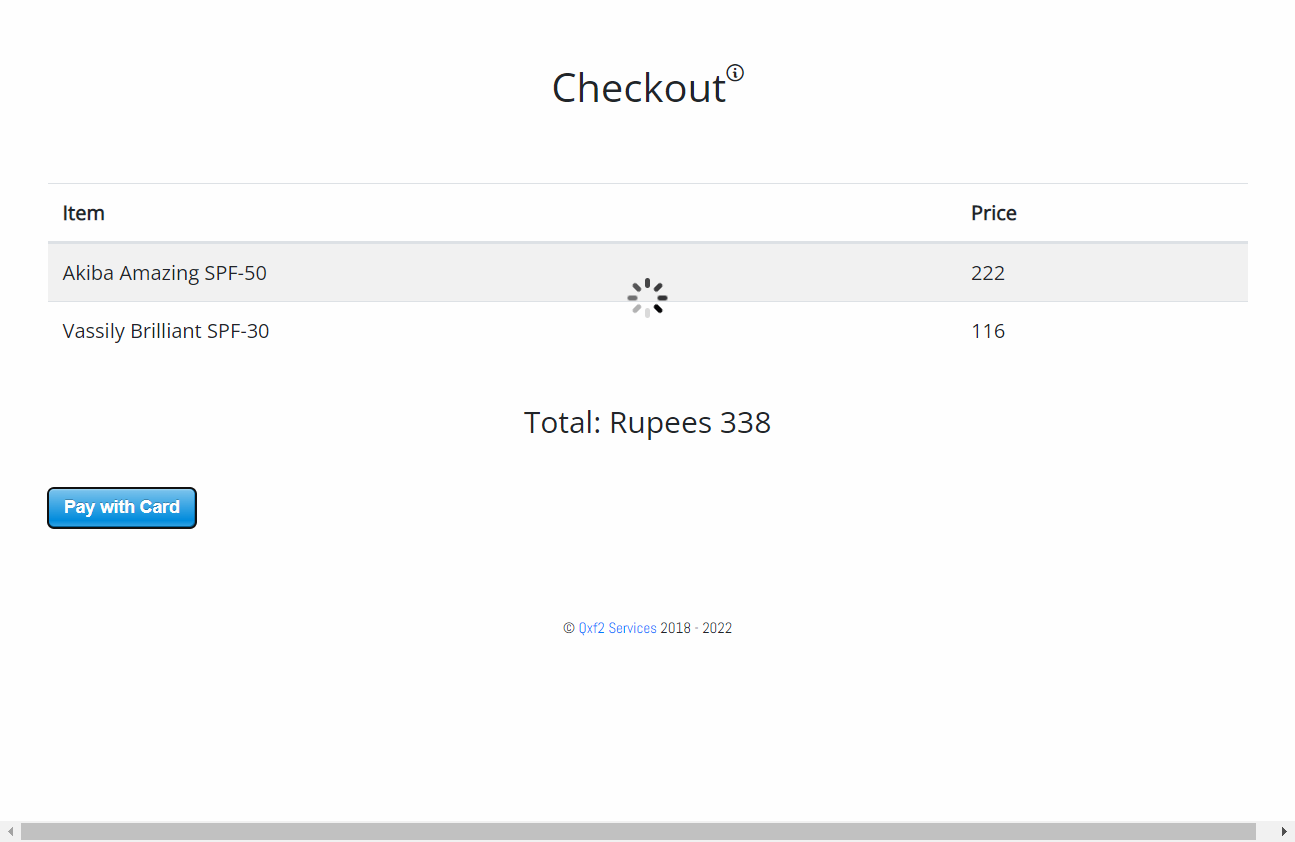 Checkout
Item Price
Akiba Amazing SPF-50 222
Vassily Brilliant SPF-30 116
Total: Rupees 338
Pay with Card
© Qxf2 Services 2018 - 2022